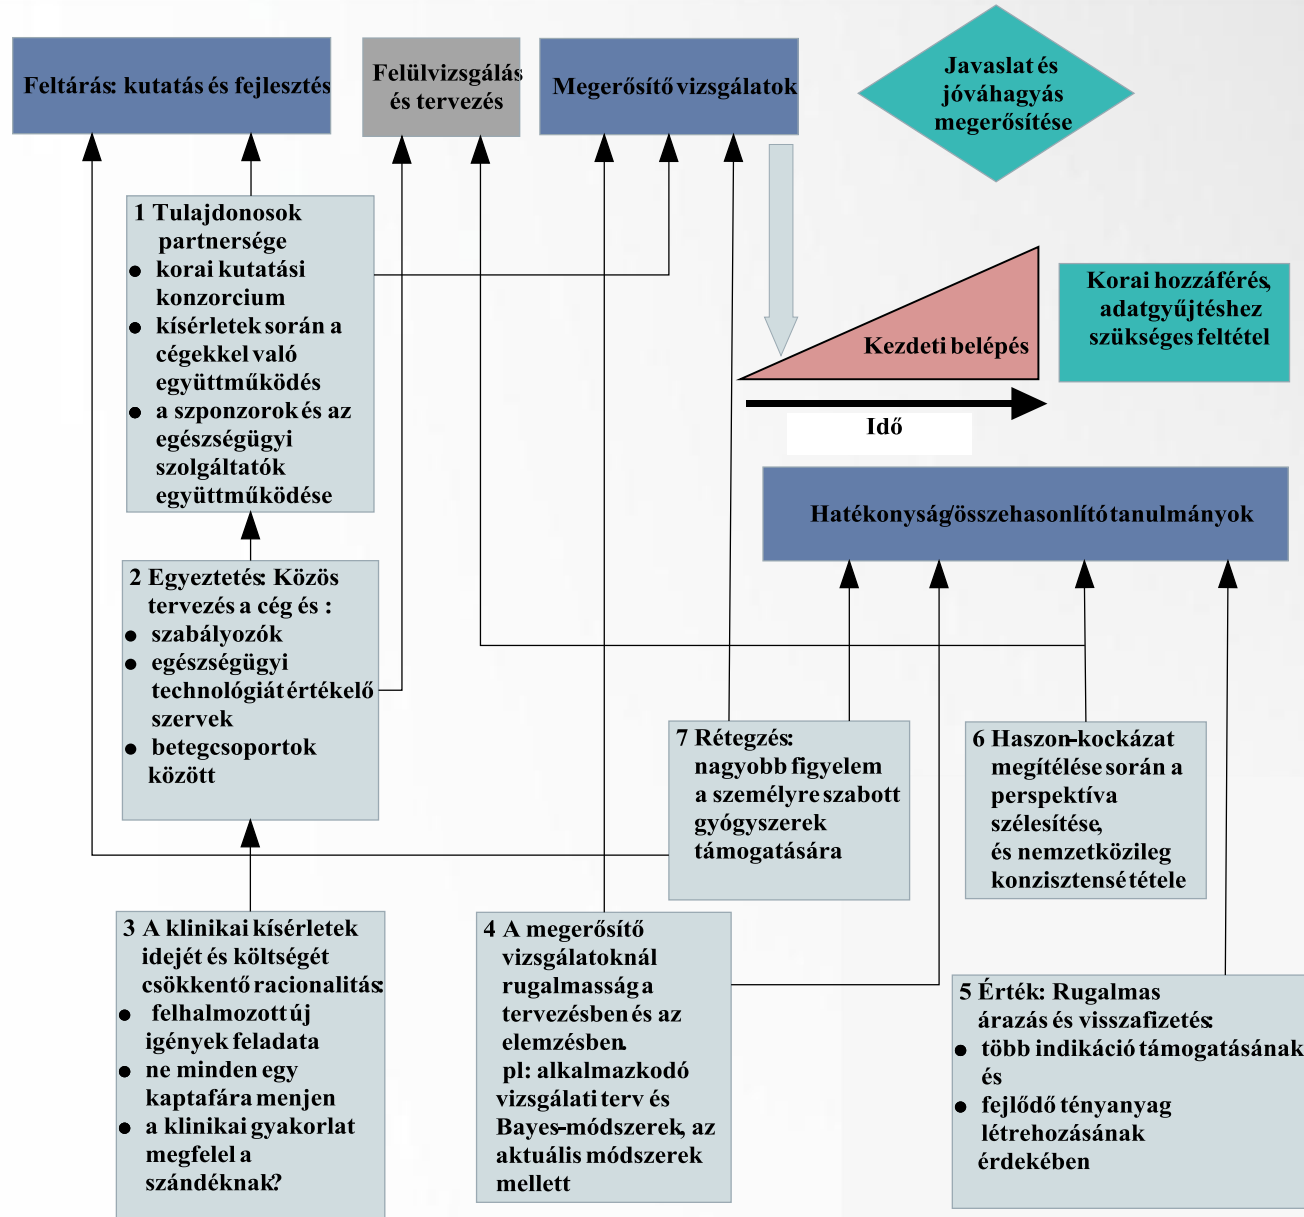 Feltárás: kutatás és fejlesztés
Felülvizsgálás
és tervezés
Megerősítő vizsgálatok
Javaslat és
jóváhagyás
megerősítése
1 Tulajdonosok
partnersége
● korai kutatási
konzorcium
● kísérletek során a
cégekkel való
együttműködés
● a szponzorok és az
egészségügyi
szolgáltatók
együttműködése
Kezdeti belépés
Korai hozzáférés,
adatgyűjtéshez
szükséges feltétel
Idő
Hatékonyság/összehasonlító tanulmányok
2 Egyeztetés: Közös
tervezés a cég és :
● szabályozók
● egészségügyi
technológiát értékelő
szervek
● betegcsoportok
között
7 Rétegzés:
nagyobb figyelem
a személyre szabott
gyógyszerek
támogatására
6 Haszon-kockázat
megítélése során a
perspektíva
szélesítése,
és nemzetközileg
konzisztensé tétele
3 A klinikai kísérletek
idejét és költségét
csökkentő racionalitás:
● felhalmozott új
igények feladata
● ne minden egy
kaptafára menjen
● a klinikai gyakorlat
megfelel a
szándéknak?
4 A megerősítő
vizsgálatoknál
rugalmasság a
tervezésben és az
elemzésben.
pl: alkalmazkodó
vizsgálati terv és
Bayes-módszerek, az
aktuális módszerek
mellett
5 Érték: Rugalmas
árazás és visszafizetés:
● több indikáció támogatásának
és
● fejlődő tényanyag
létrehozásának
érdekében